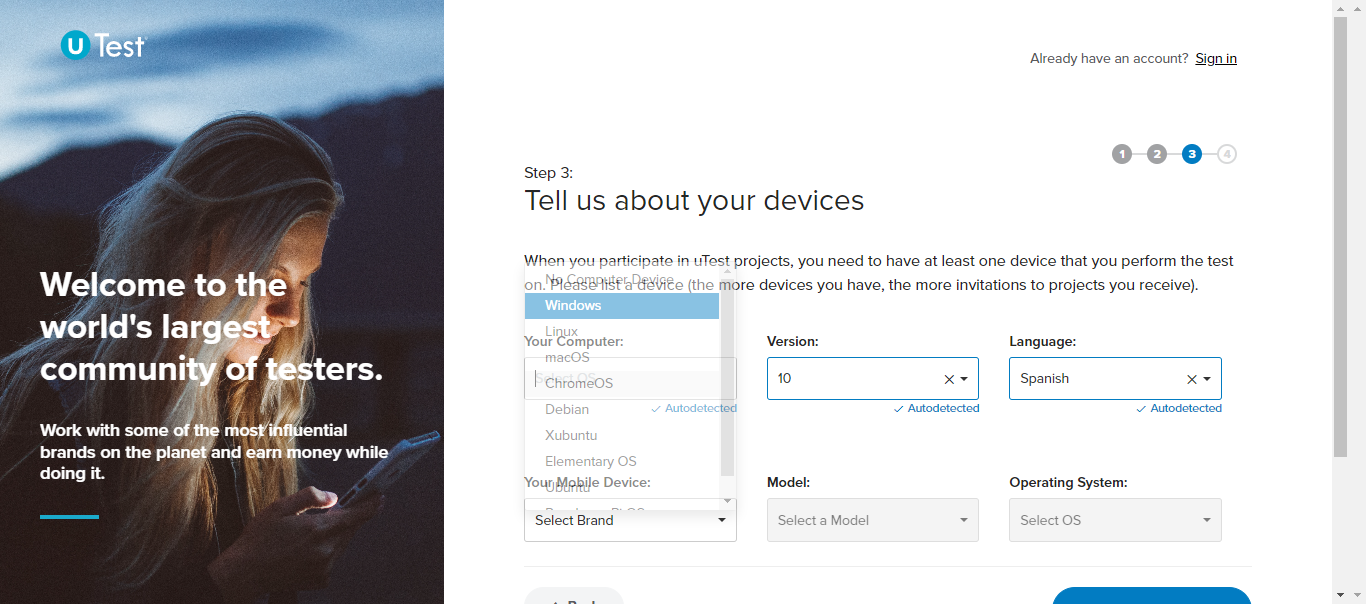 U Test
Already have an account? Sign in
1 2 3 4
Step 3:
Tell us about your devices
Welcome to the
world's largest
community of testers.
Work with some of the most influential
brands on the planet and earn money while
doing it.
When you participate in uTest projects, you need to have at least one device that you perform the test
on. Please list a device (the more devices you have, the more invitations to projects you receive).
Your Computer:
Select OS
Autodetected
No Computer Device
Windows
Linux
macOS
ChromeOS
Debian
Xubuntu
Elementary OS
Ubuntu
Version:
10
Autodetected
Language:
Spanish
Autodetected
Your Mobile Device:
Select Brand
Model:
Select a Model
Operating System:
Select OS